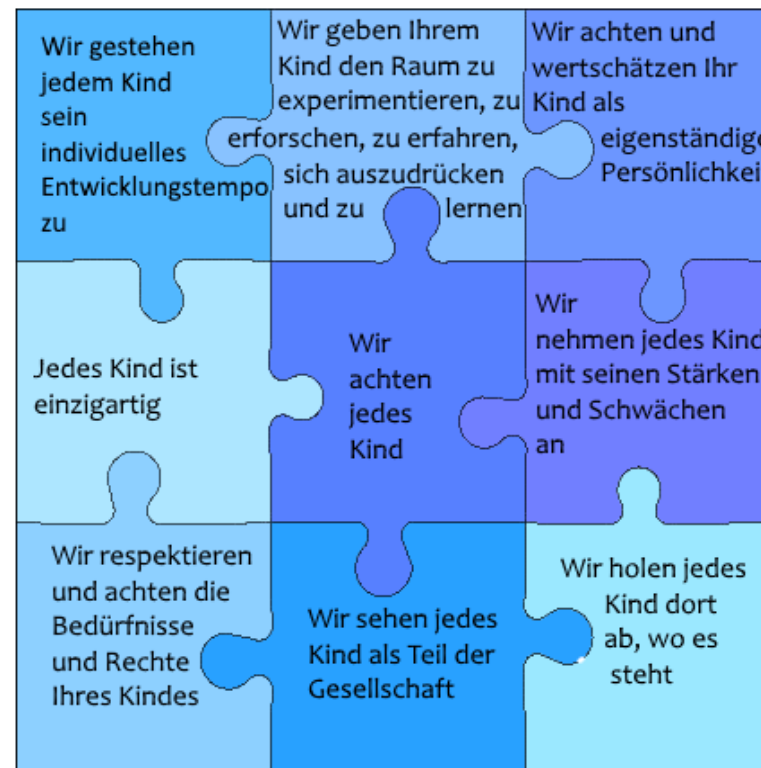 Wir gestehen
jedem Kind
sein
individuelles
Entwicklungstempo
zu
Wir geben Ihrem
Kind den Raum zu
experimentieren, zu
erforschen, zu erfahren,
sich auszudrücken
und zu lernen
Wir achten und
wertschätzen Ihr
Kind als
eigenständige
Persönlichkei
Jedes Kind ist
einzigartig
Wir
achten
jedes
Kind
Wir
nehmen jedes Kind
mit seinen Stärken
und Schwächen
an
Wir respektieren
und achten die
Bedürfnisse
und Rechte
Ihres Kindes
Wir sehen jedes
Kind als Teil der
Gesellschaft
Wir holen jedes
Kind dort
ab, wo es
steht